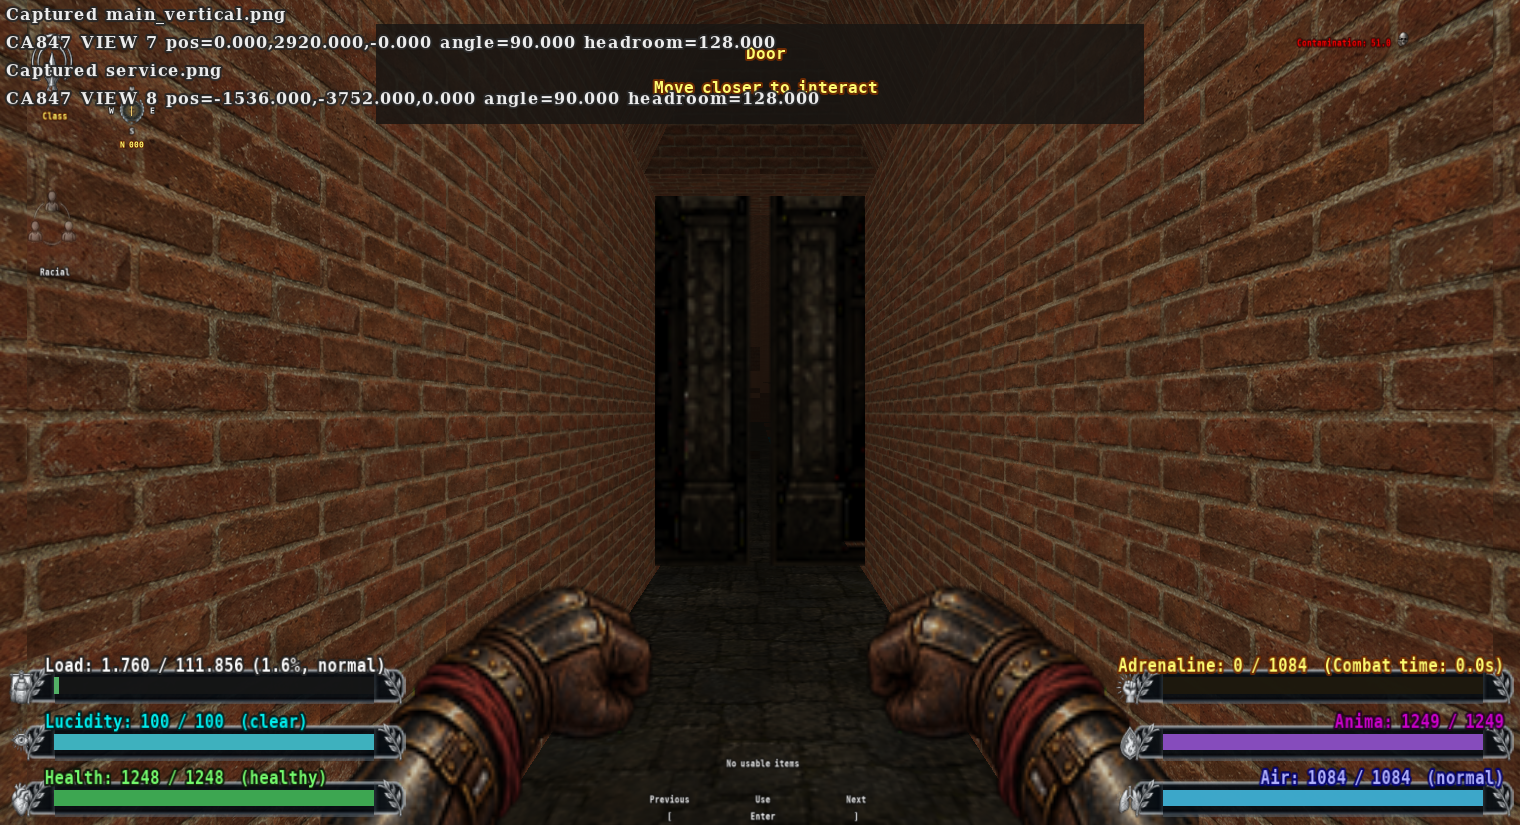 Captured main_vertical.png
CA847 VIEW 7 pos=0.000,2920.000,-0.000 angle=90.000 headroom=128.000
Door
Contamination: 51.0
Captured service.png
Move closer to interact
CA847 VIEW 8 pos=-1536.000,-3752.000,0.000 angle=90.000 headroom=128.000
W E
Class
S
N 000
Racial
Load: 1.760 / 111.856 (1.6%, normal)
Adrenaline: 0 / 1084 (Combat time: 0.0s)
Lucidity: 100 / 100 (clear)
Anima: 1249 / 1249
No usable items
Health: 1248 / 1248 (healthy)
Air: 1084 / 1084 (normal)
Previous Use Next
[ Enter ]